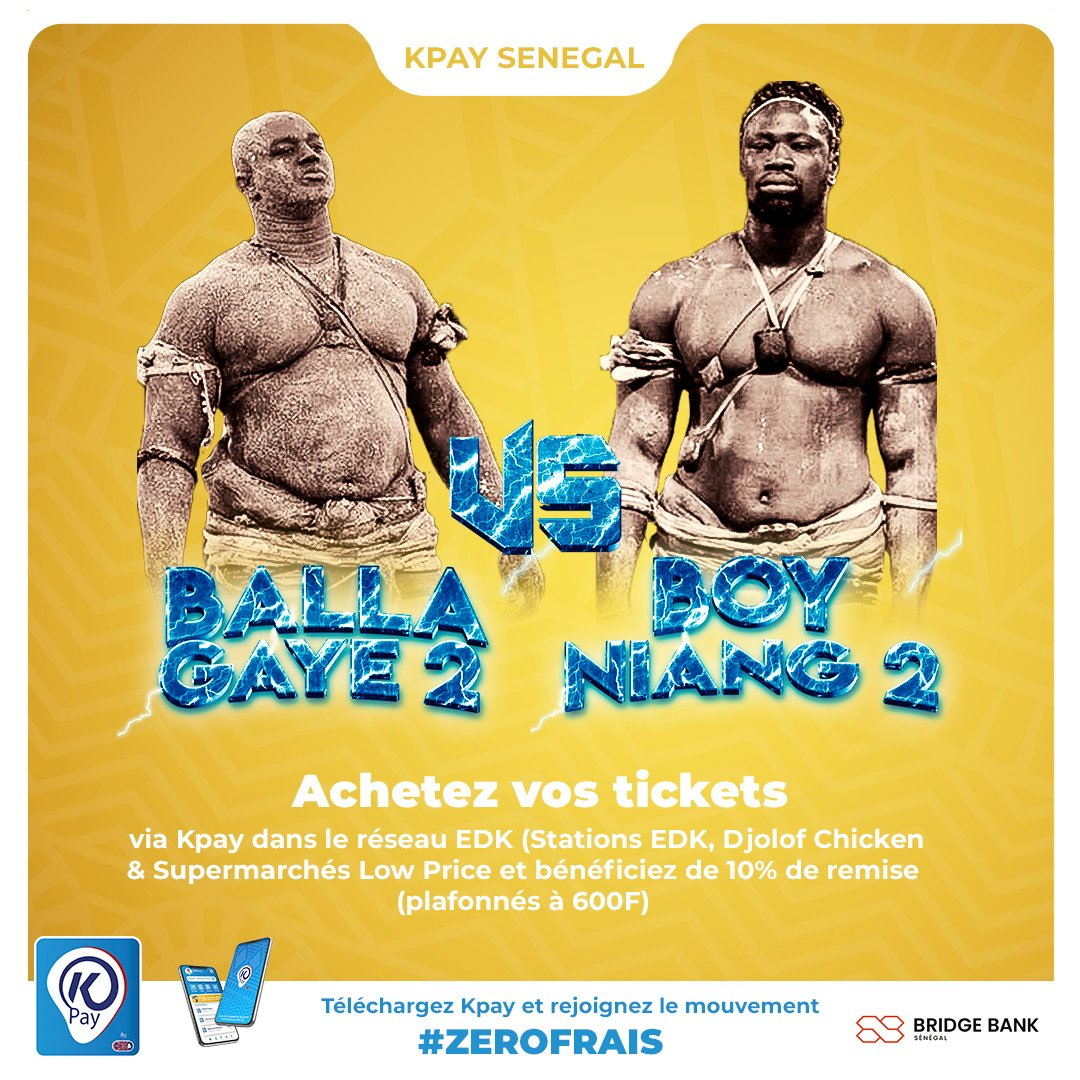 KPAY SENEGAL
VS
BALLA
GAYE 2
BOY
NIANG 2
Achetez vos tickets
via Kpay dans le réseau EDK (Stations EDK, Djolof Chicken
& Supermarchés Low Price et bénéficiez de 10% de remise
(plafonnés à 600F)
K
Pay
By
EDK
Téléchargez Kpay et rejoignez le mouvement
#ZEROFRAIS
BRIDGE BANK
SÉNÉGAL